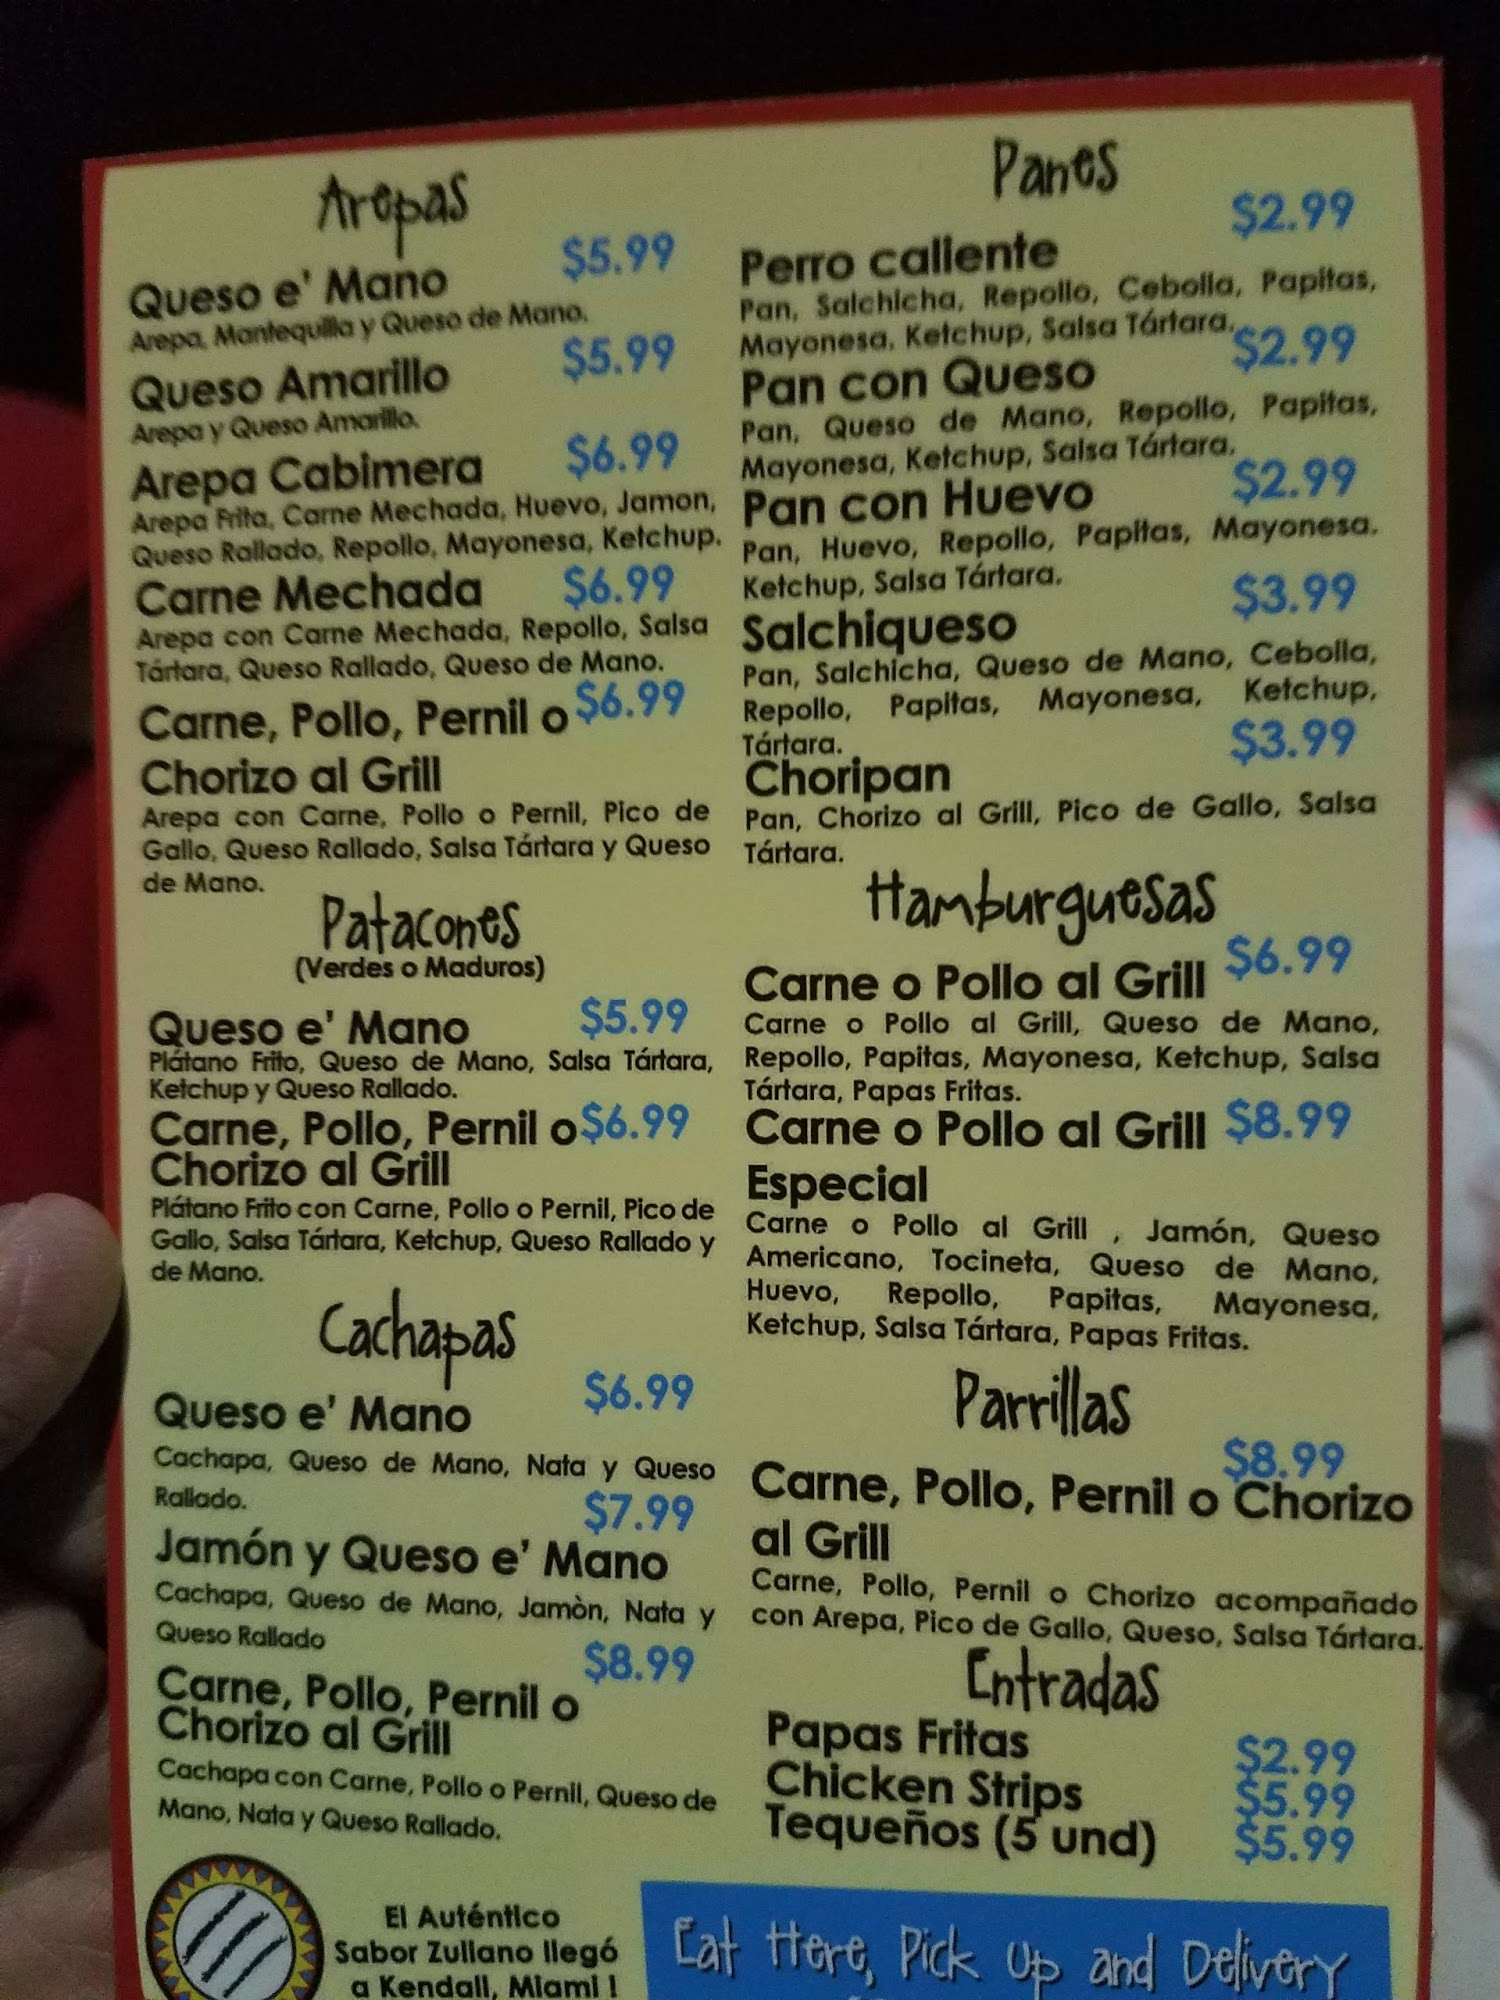 Arepas
$5.99
Queso e' Mano
Arepa, Mantequilla y Queso de Mano.
$5.99
Queso Amarillo
Arepa y Queso Amarillo.
$6.99
Arepa Cabimera
Arepa Frita, Carne Mechada, Huevo, Jamon,
Queso Rallado, Repollo, Mayonesa, Ketchup.
Carne Mechada $6.99
Arepa con Carne Mechada, Repollo, Salsa
Tártara, Queso Rallado, Queso de Mano.
Carne, Pollo, Pernil o $6.99
Chorizo al Grill
Arepa con Carne, Pollo o Pernil, Pico de
Gallo, Queso Rallado, Salsa Tártara y Queso
de Mano.
Patacones
(Verdes o Maduros)
Queso e' Mano $5.99
Plátano Frito, Queso de Mano, Salsa Tártara,
Ketchup y Queso Rallado.
Carne, Pollo, Pernil o $6.99
Chorizo al Grill
Plátano Frito con Carne, Pollo o Pernil, Pico de
Gallo, Salsa Tártara, Ketchup, Queso Rallado y
de Mano.
Cachapas
$6.99
Queso e' Mano
Cachapa, Queso de Mano, Nata y Queso
Rallado.
$7.99
Jamón y Queso e' Mano
Cachapa, Queso de Mano, Jamòn, Nata y
Queso Rallado
$8.99
Carne, Pollo, Pernil o
Chorizo al Grill
Cachapa con Carne, Pollo o Pernil, Queso de
Mano, Nata y Queso Rallado.
El Auténtico
Sabor Zuliano llegó
a Kendall, Miami !
Panes
$2.99
Perro caliente
Pan, Salchicha, Repollo, Cebolla, Papitas,
Mayonesa, Ketchup, Salsa Tártara.
$2.99
Pan con Queso
Pan, Queso de Mano, Repollo, Papitas,
Mayonesa, Ketchup, Salsa Tártara.
$2.99
Pan con Huevo
Pan, Huevo, Repollo, Papitas, Mayonesa.
Ketchup, Salsa Tártara.
$3.99
Salchiqueso
Pan, Salchicha, Queso de Mano, Cebolla,
Repollo, Papitas, Mayonesa, Ketchup,
Tártara.
$3.99
Choripan
Pan, Chorizo al Grill, Pico de Gallo, Salsa
Tártara.
Hamburguesas
Carne o Pollo al Grill $6.99
Carne o Pollo al Grill, Queso de Mano,
Repollo, Papitas, Mayonesa, Ketchup, Salsa
Tártara, Papas Fritas.
Carne o Pollo al Grill $8.99
Especial
Carne o Pollo al Grill , Jamón, Queso
Americano, Tocineta, Queso de Mano,
Huevo, Repollo, Papitas, Mayonesa,
Ketchup, Salsa Tártara, Papas Fritas.
Parrillas
$8.99
Carne, Pollo, Pernil o Chorizo
al Grill
Carne, Pollo, Pernil o Chorizo acompañado
con Arepa, Pico de Gallo, Queso, Salsa Tártara.
Entradas
Papas Fritas $2.99
Chicken Strips $5.99
Tequeños (5 und) $5.99
Eat Here, Pick Up and Delivery